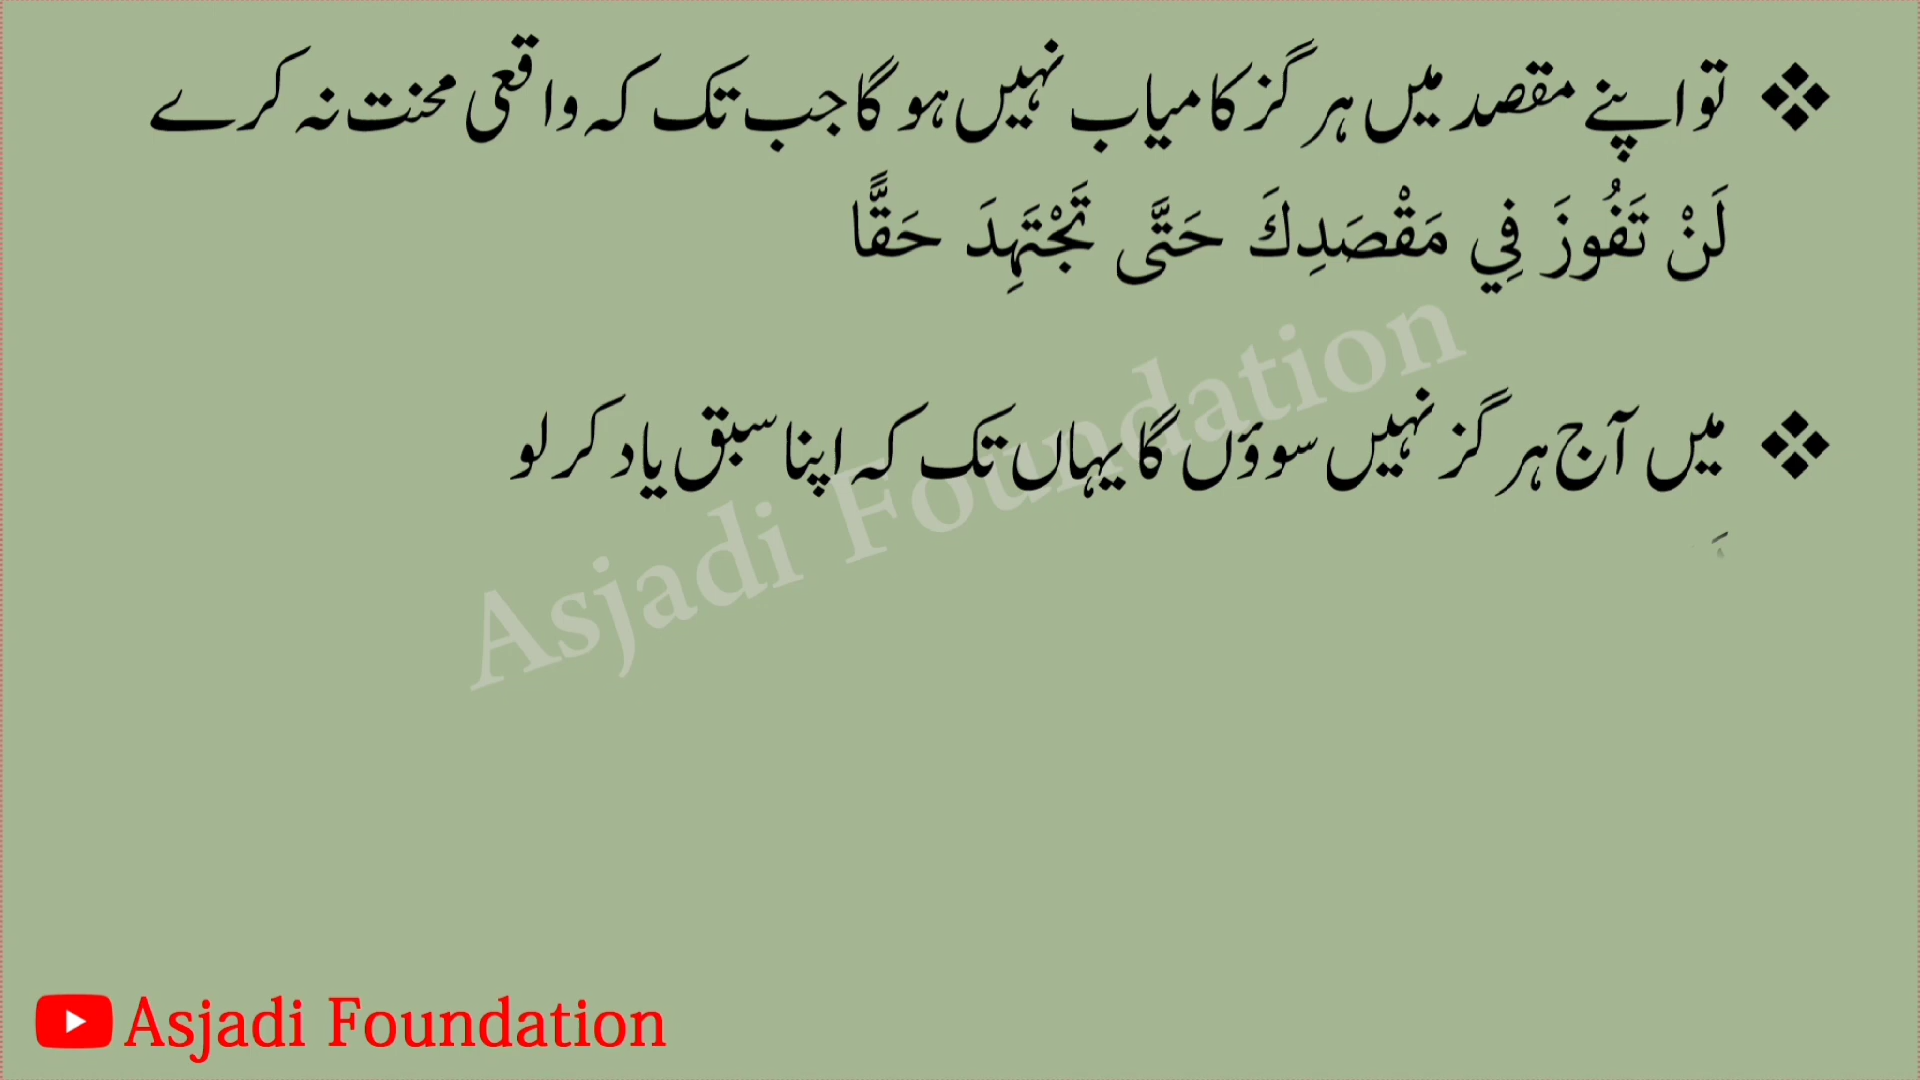 ❖ تو اپنے مقصد میں ہر گز کامیاب نہیں ہو گا جب تک کہ واقعی محنت نہ کرے
لَنْ تَفُوزَ فِي مَقْصَدِكَ حَتَّى تَجْتَهِدَ حَقًّا
❖ میں آج ہر گز نہیں سوؤں گا یہاں تک کہ اپنا سبق یاد کر لو
Asjadi Foundation
Asjadi Foundation